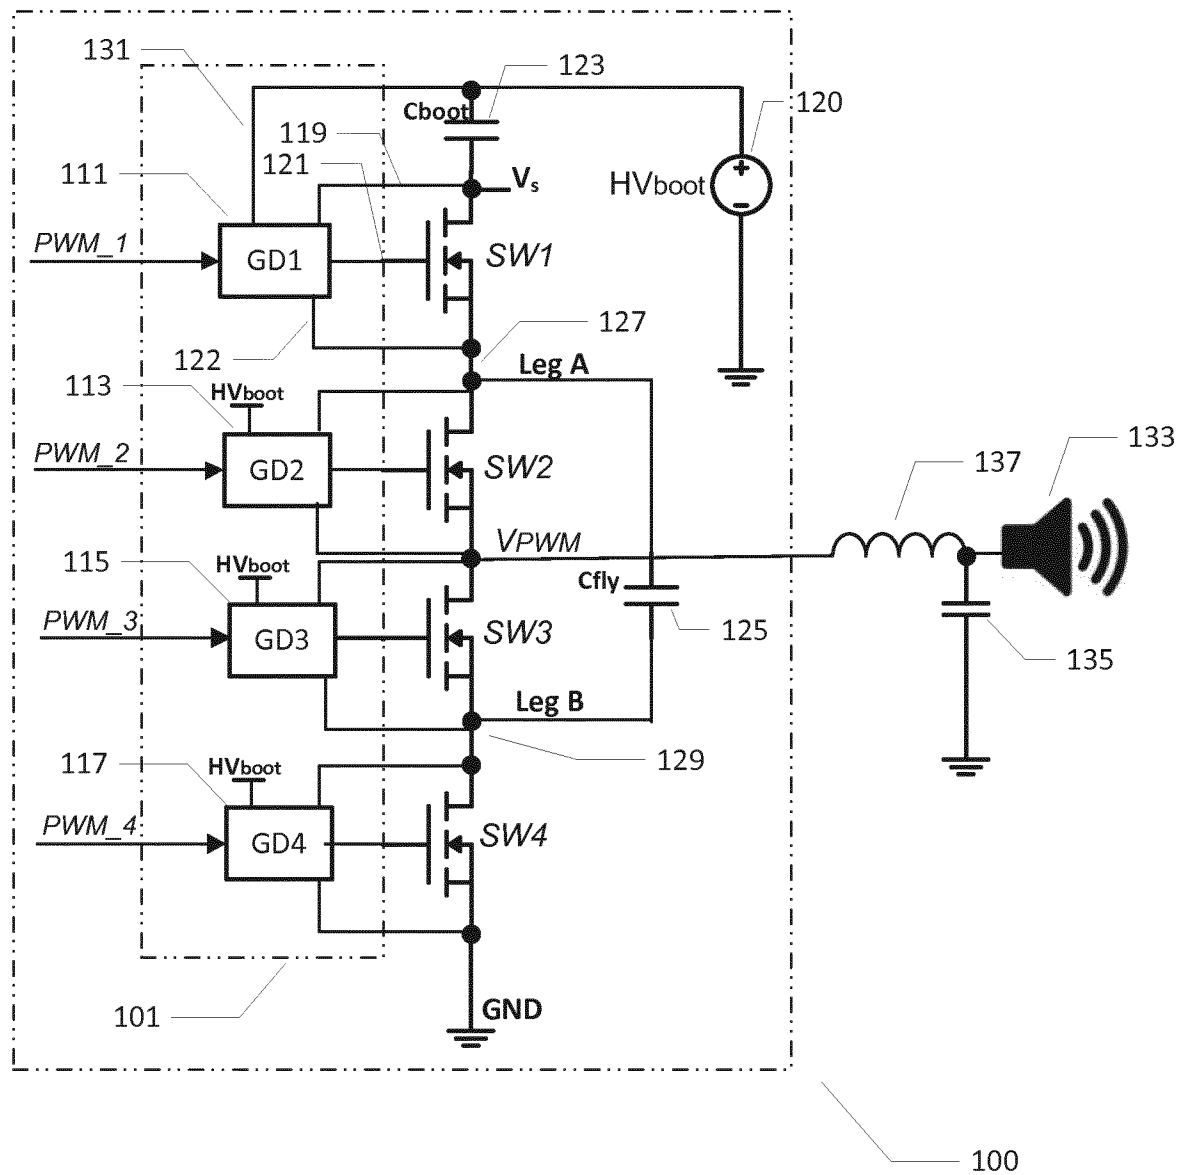 131
123
Cboot
120
119
121
111
Vs
HVboot
PWM_1
GD1
SW1
127
122
Leg A
113
HVboot
PWM_2
GD2
SW2
137
133
VPWM
115
HVboot
Cfly
PWM_3
GD3
SW3
125
135
Leg B
129
117
HVboot
PWM_4
GD4
SW4
101
GND
100